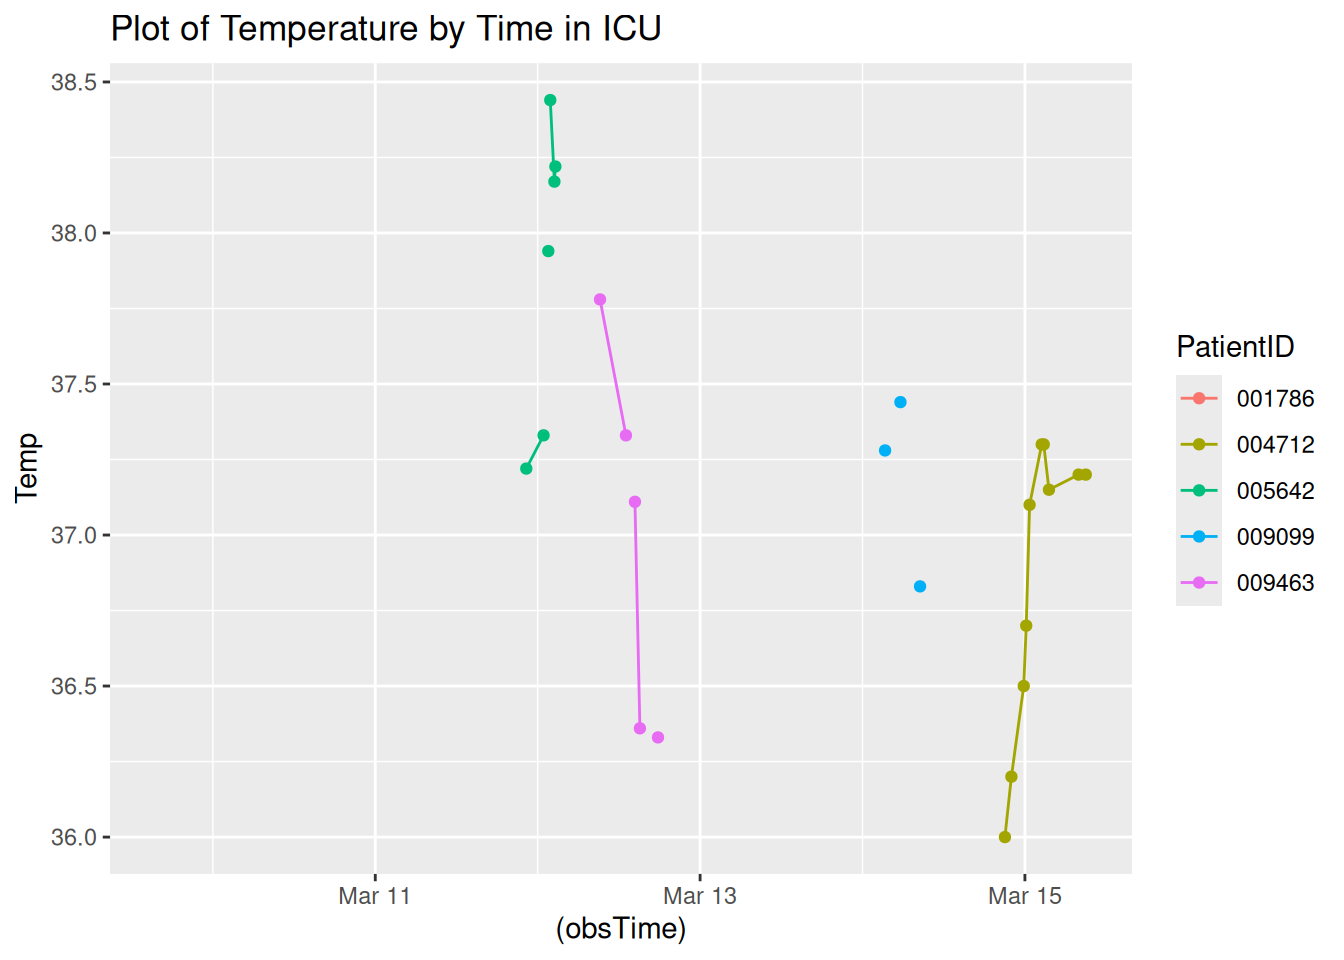 Plot of Temperature by Time in ICU
38.5
38.0
37.5
37.0
36.5
36.0
Temp
Mar 11
Mar 13
Mar 15
(obsTime)
PatientID
001786
004712
005642
009099
009463